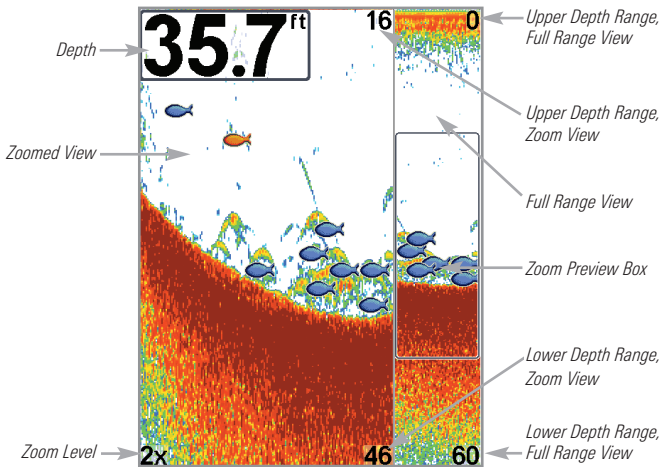 35.7 ft
16
0
Depth
Upper Depth Range,
Full Range View
Upper Depth Range,
Zoom View
Zoomed View
Full Range View
Zoom Preview Box
Lower Depth Range,
Zoom View
Lower Depth Range,
Full Range View
Zoom Level
2x
46
60